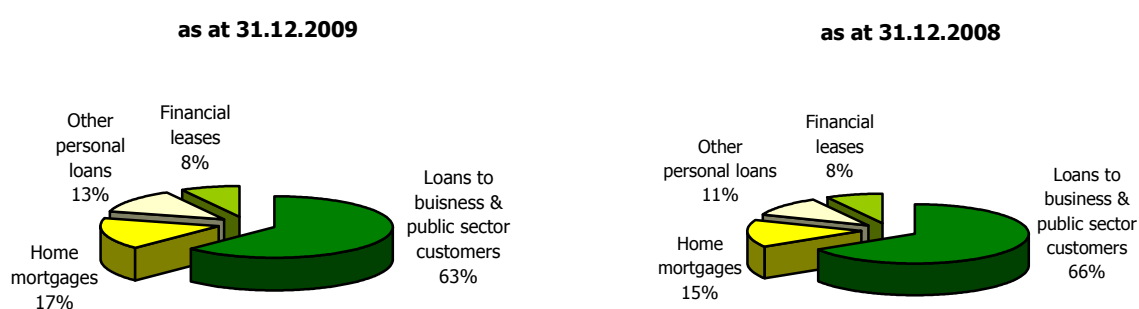 as at 31.12.2009
Other
personal
loans
13%
Financial
leases
8%
Loans to
buisness &
public sector
customers
63%
Home
mortgages
17%
as at 31.12.2008
Other
personal loans
11%
Financial
leases
8%
Loans to
business &
public sector
customers
66%
Home
mortgages
15%